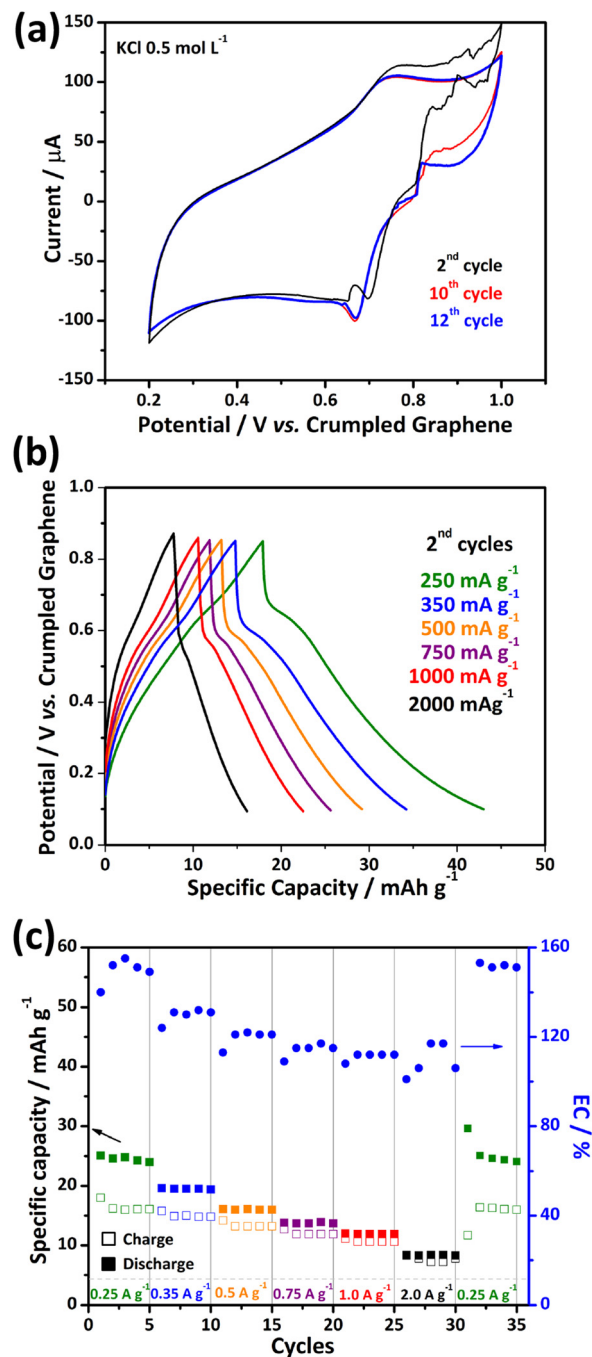 (a)
KCl 0.5 mol L⁻¹
150
100
50
0
-50
-100
-150
Current / µA
2nd cycle
10th cycle
12th cycle
0.2 0.4 0.6 0.8 1.0
Potential / V vs. Crumpled Graphene
(b)
1.0
0.8
0.6
0.4
0.2
0.0
Potential / V vs. Crumpled Graphene
2nd cycles
250 mA g⁻¹
350 mA g⁻¹
500 mA g⁻¹
750 mA g⁻¹
1000 mA g⁻¹
2000 mAg⁻¹
0 10 20 30 40 50
Specific Capacity / mAh g⁻¹
(c)
60
50
40
30
20
10
0
Specific capacity / mAh g⁻¹
160
120
80
40
0
EC / %
Charge
Discharge
0.25 A g⁻¹ 0.35 A g⁻¹ 0.5 A g⁻¹ 0.75 A g⁻¹ 1.0 A g⁻¹ 2.0 A g⁻¹ 0.25 A g⁻¹
0 5 10 15 20 25 30 35
Cycles